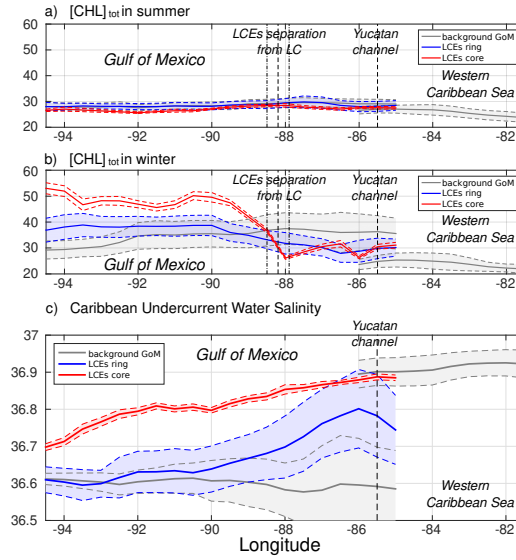 a) [CHL]tot in summer
60
50
40
30
20
LCEs separation
from LC
Yucatan
channel
Gulf of Mexico
background GoM
LCEs ring
LCEs core
Western
Caribbean Sea
-94 -92 -90 -88 -86 -84 -82
b) [CHL]tot in winter
60
50
40
30
20
LCEs separation
from LC
Yucatan
channel
background GoM
LCEs ring
LCEs core
Western
Caribbean Sea
Gulf of Mexico
-94 -92 -90 -88 -86 -84 -82
c) Caribbean Undercurrent Water Salinity
37
36.9
36.8
36.7
36.6
36.5
background GoM
LCEs ring
LCEs core
Gulf of Mexico
Yucatan
channel
Western
Caribbean Sea
-94 -92 -90 -88 -86 -84 -82
Longitude